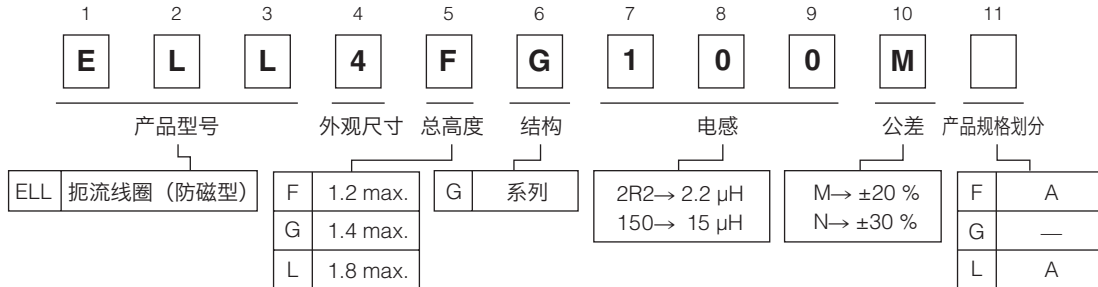 1 2 3 4 5 6 7 8 9 10 11
E L L 4 F G 1 0 0 M
产品型号 外观尺寸 总高度 结构 电感 公差 产品规格划分
ELL 扼流线圈（防磁型）
F 1.2 max.
G 1.4 max.
L 1.8 max.
G 系列
2R2→ 2.2 μH
150→ 15 μH
M→ ±20 %
N→ ±30 %
F A
G —
L A